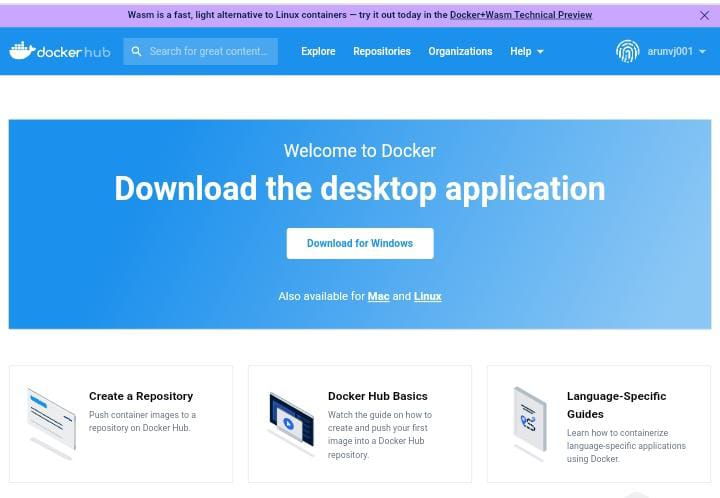 Wasm is a fast, light alternative to Linux containers — try it out today in the Docker+Wasm Technical Preview
docker hub
Search for great content...
Explore
Repositories
Organizations
Help
arunvj001
Welcome to Docker
Download the desktop application
Download for Windows
Also available for Mac and Linux
Create a Repository
Push container images to a
repository on Docker Hub.
Docker Hub Basics
Watch the guide on how to
create and push your first
image into a Docker Hub
repository.
Language-Specific
Guides
Learn how to containerize
language-specific applications
using Docker.